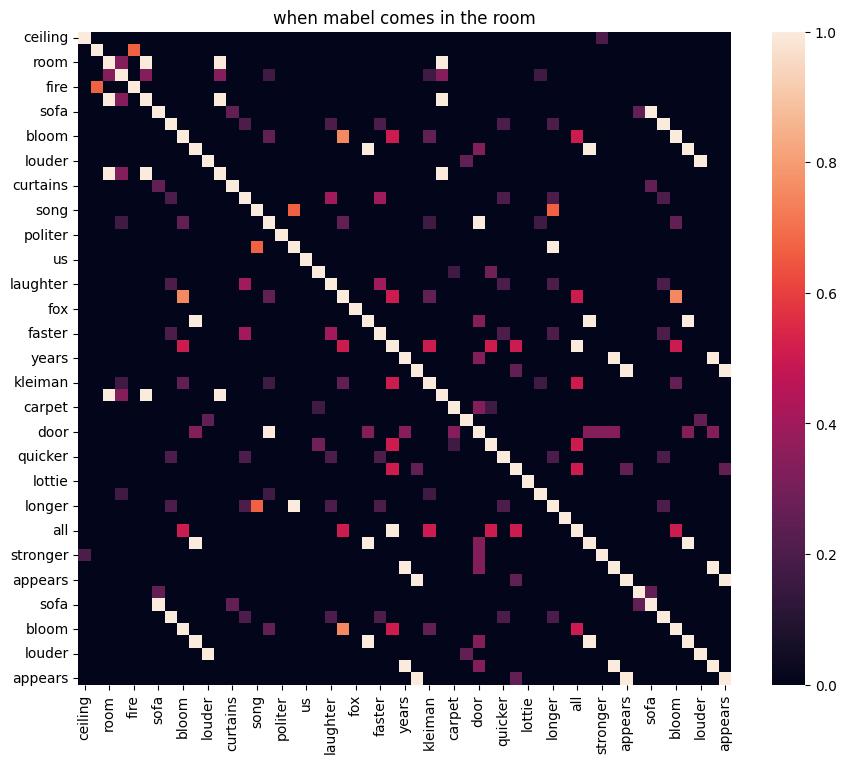 when mabel comes in the room
ceiling
room
fire
sofa
bloom
louder
curtains
song
politer
us
laughter
fox
faster
years
kleiman
carpet
door
quicker
lottie
longer
all
stronger
appears
sofa
bloom
louder
appears
ceiling
room
fire
sofa
bloom
louder
curtains
song
politer
us
laughter
fox
faster
years
kleiman
carpet
door
quicker
lottie
longer
all
stronger
appears
sofa
bloom
louder
appears
1.0
0.8
0.6
0.4
0.2
0.0